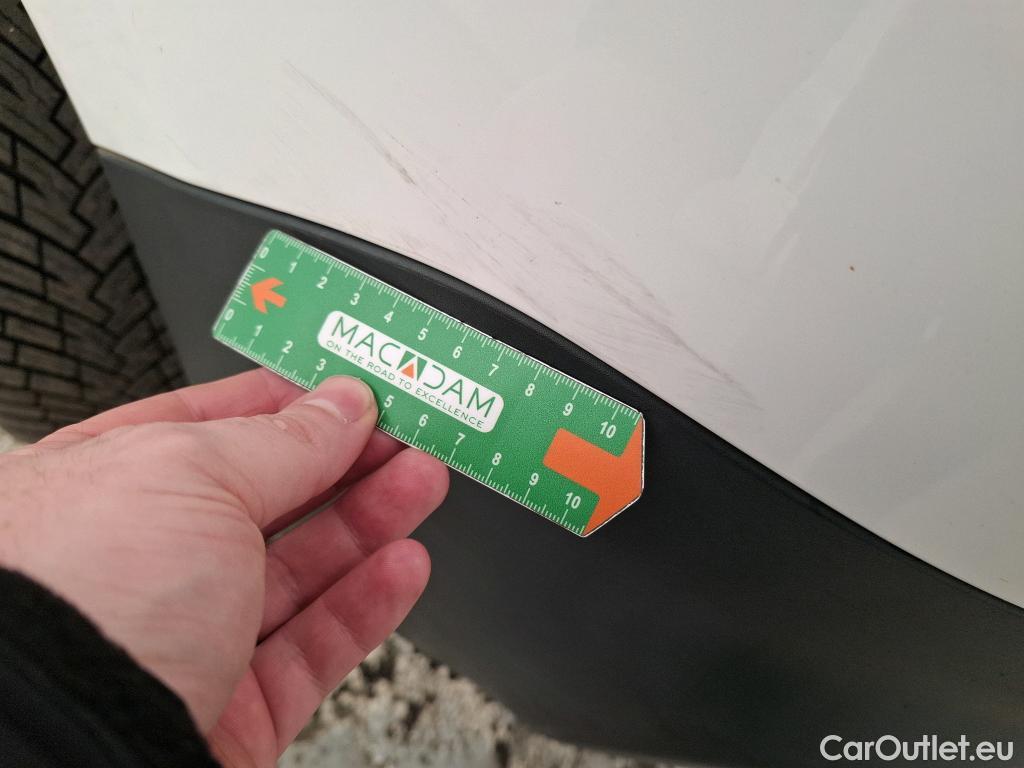 0 1 2 3 4 5 6 7 8 9 10
MACADAM
ON THE ROAD TO EXCELLENCE
0 1 2 3 5 6 7 8 9 10
CarOutlet.eu